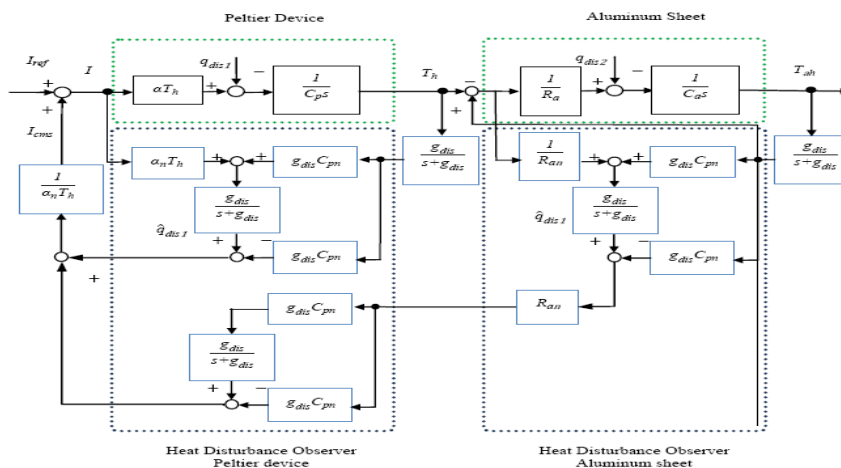 Peltier Device
Aluminum Sheet
I_ref
+
+
I
αT_h
+
q_dis1
−
1
C_p s
T_h
−
+
1
R_a
+
q_dis2
−
1
C_a s
T_ah
I_cms
1
α_n T_h
α_n T_h
+
+
g_dis C_pn
g_dis
s+g_dis
g_dis
s+g_dis
q̂_dis1
+
−
g_dis C_pn
+
1
R_an
+
+
g_dis C_pn
g_dis
s+g_dis
g_dis
s+g_dis
q̂_dis1
+
−
g_dis C_pn
R_an
g_dis C_pn
g_dis
s+g_dis
+
−
g_dis C_pn
Heat Disturbance Observer
Peltier device
Heat Disturbance Observer
Aluminum sheet